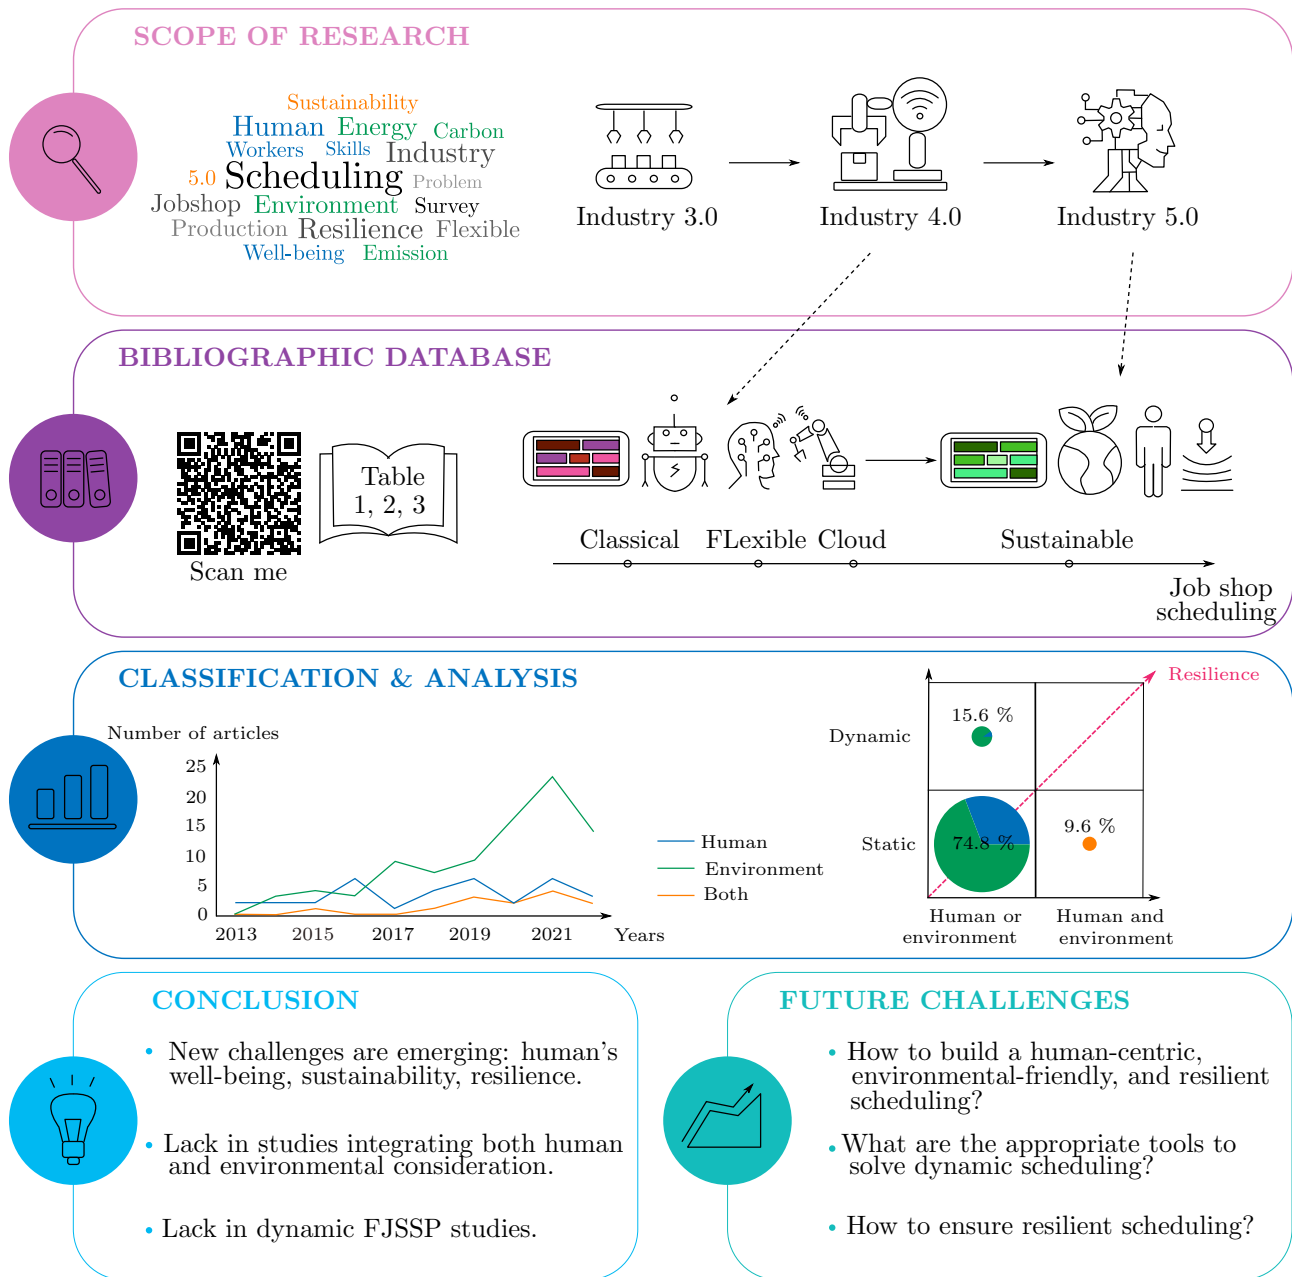 SCOPE OF RESEARCH
Sustainability
Human Energy Carbon
Workers Skills Industry
5.0 Scheduling Problem
Jobshop Environment Survey
Production Resilience Flexible
Well-being Emission
Industry 3.0
Industry 4.0
Industry 5.0
BIBLIOGRAPHIC DATABASE
Scan me
Table
1, 2, 3
Classical
FLexible
Cloud
Sustainable
Job shop
scheduling
CLASSIFICATION & ANALYSIS
Number of articles
25
20
15
10
5
0
2013
2015
2017
2019
2021
Years
Human
Environment
Both
Resilience
Dynamic
15.6 %
Static
74.8 %
9.6 %
Human or
environment
Human and
environment
CONCLUSION
• New challenges are emerging: human's
well-being, sustainability, resilience.
• Lack in studies integrating both human
and environmental consideration.
• Lack in dynamic FJSSP studies.
FUTURE CHALLENGES
• How to build a human-centric,
environmental-friendly, and resilient
scheduling?
• What are the appropriate tools to
solve dynamic scheduling?
• How to ensure resilient scheduling?